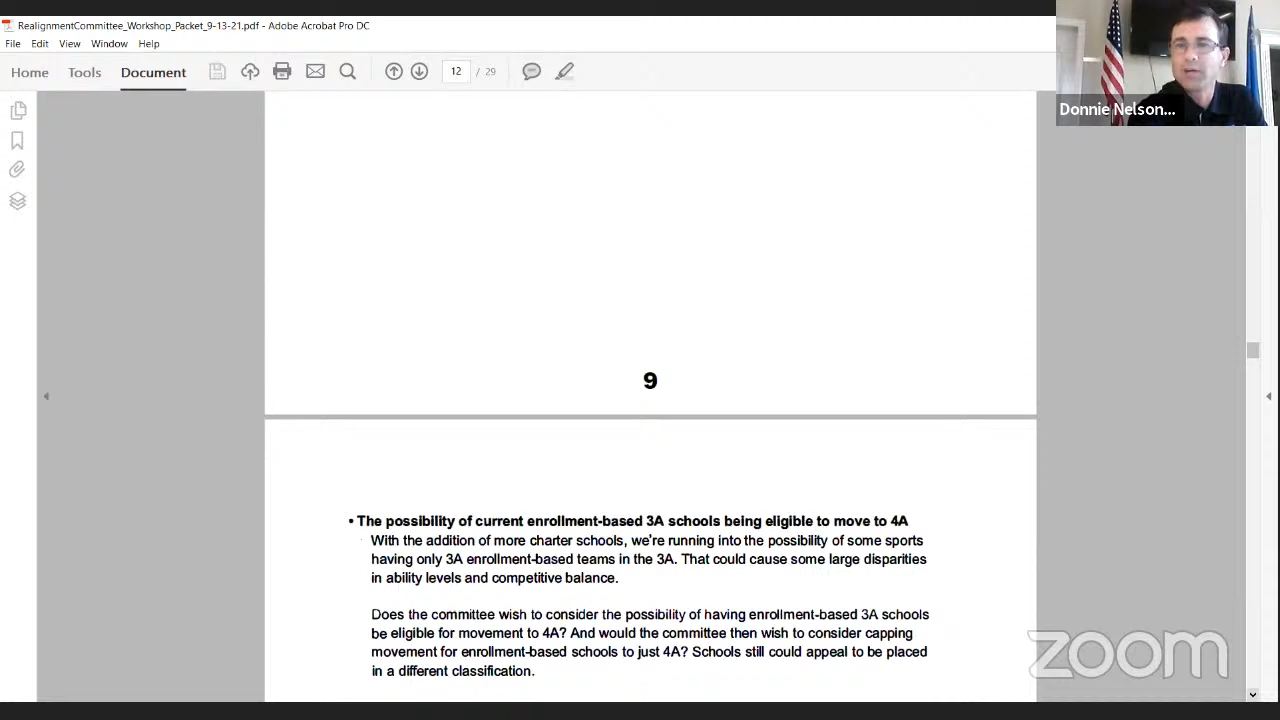 RealignmentCommittee_Workshop_Packet_9-13-21.pdf - Adobe Acrobat Pro DC
File Edit View Window Help
Home Tools Document 12 / 29
Donnie Nelson...
9
• The possibility of current enrollment-based 3A schools being eligible to move to 4A
With the addition of more charter schools, we're running into the possibility of some sports
having only 3A enrollment-based teams in the 3A. That could cause some large disparities
in ability levels and competitive balance.
Does the committee wish to consider the possibility of having enrollment-based 3A schools
be eligible for movement to 4A? And would the committee then wish to consider capping
movement for enrollment-based schools to just 4A? Schools still could appeal to be placed
in a different classification.
zoom